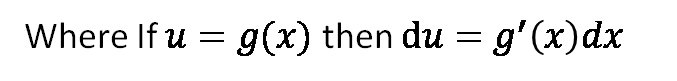 Where If u = g(x) then du = g′(x)dx